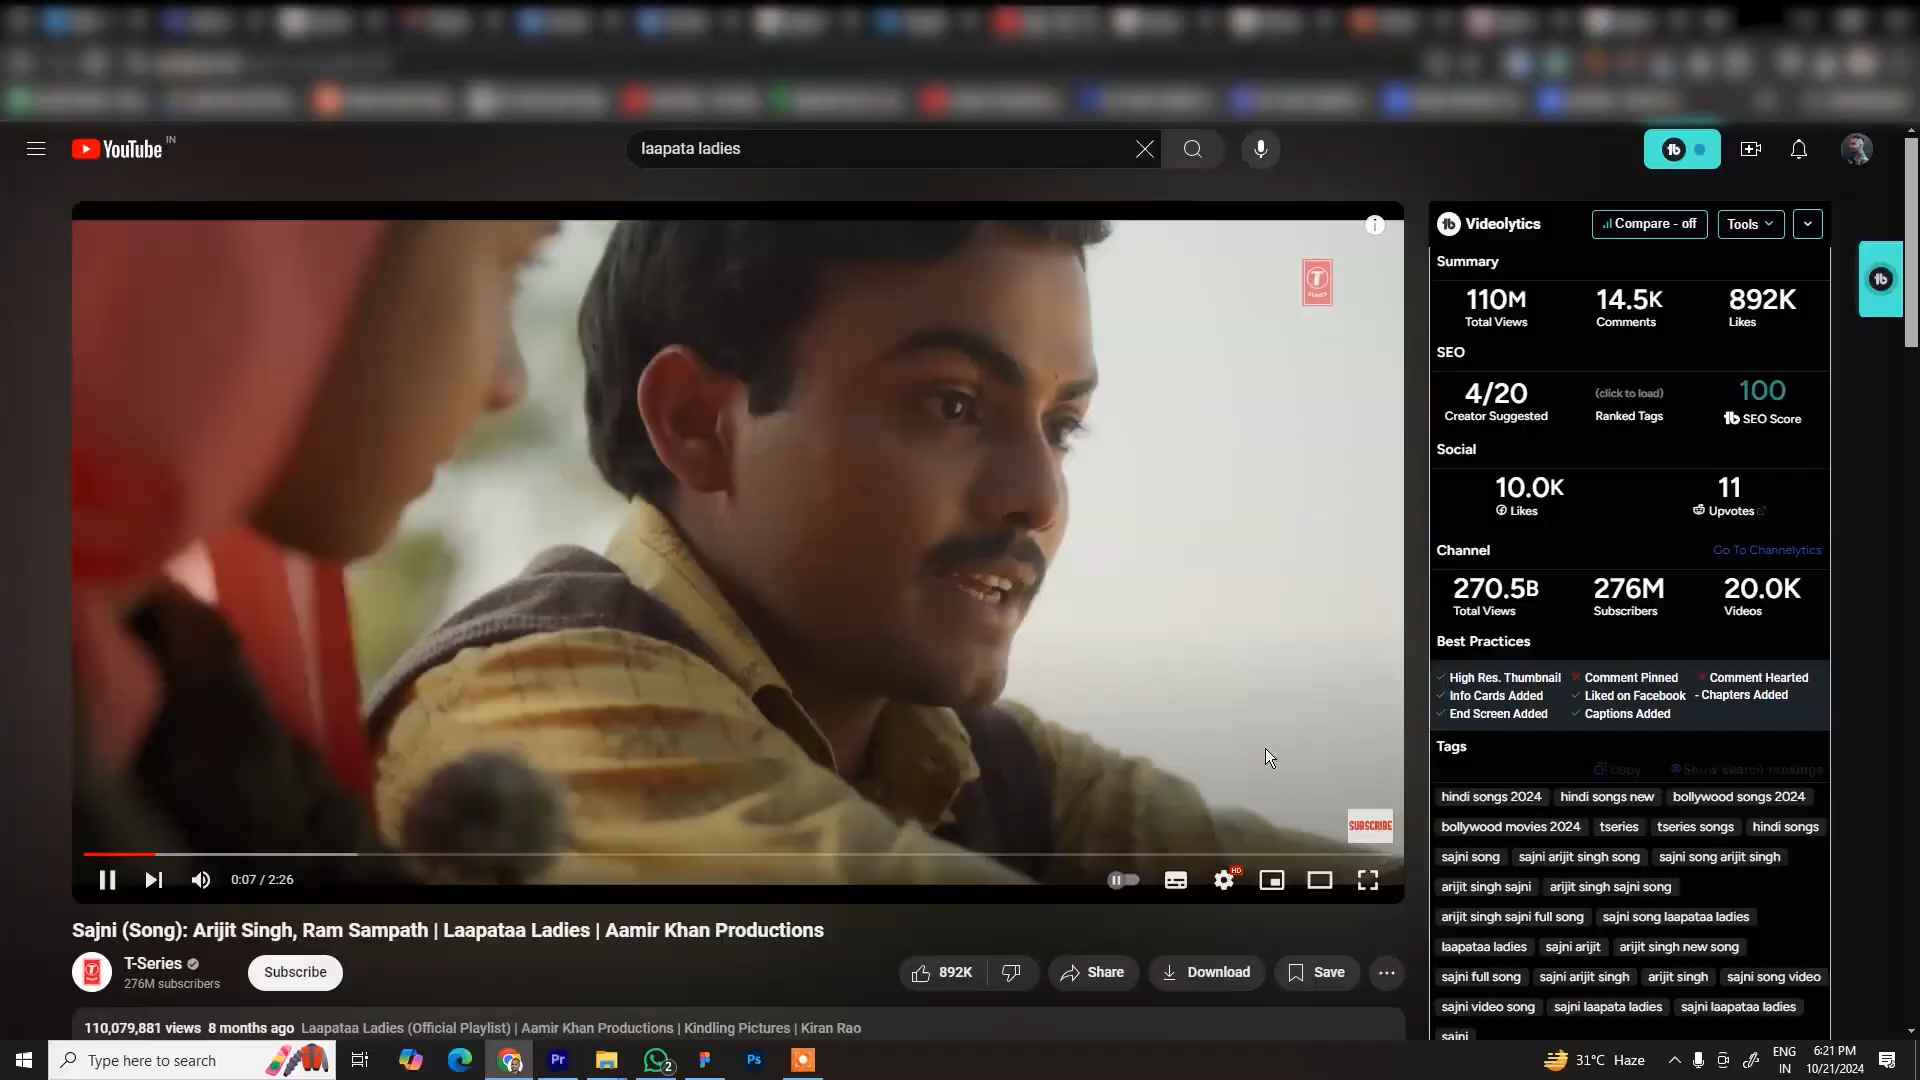 YouTube IN
laapata ladies
T SERIES
SUBSCRIBE
0:07 / 2:26
HD
Sajni (Song): Arijit Singh, Ram Sampath | Laapataa Ladies | Aamir Khan Productions
T-Series
276M subscribers
Subscribe
892K
Share
Download
Save
110,079,881 views 8 months ago Laapataa Ladies (Official Playlist) | Aamir Khan Productions | Kindling Pictures | Kiran Rao
Videolytics
Compare - off
Tools
Summary
110M 14.5K 892K
Total Views Comments Likes
SEO
4/20 (click to load) 100
Creator Suggested Ranked Tags SEO Score
Social
10.0K 11
Likes Upvotes
Channel Go To Channelytics
270.5B 276M 20.0K
Total Views Subscribers Videos
Best Practices
High Res. Thumbnail Comment Pinned Comment Hearted
Info Cards Added Liked on Facebook - Chapters Added
End Screen Added Captions Added
Tags
copy Show search rankings
hindi songs 2024 hindi songs new bollywood songs 2024
bollywood movies 2024 tseries tseries songs hindi songs
sajni song sajni arijit singh song sajni song arijit singh
arijit singh sajni arijit singh sajni song
arijit singh sajni full song sajni song laapataa ladies
laapataa ladies sajni arijit arijit singh new song
sajni full song sajni arijit singh arijit singh sajni song video
sajni video song sajni laapata ladies sajni laapataa ladies
sajni
Type here to search
Pr
2
Ps
31°C Haze
ENG
IN
6:21 PM
10/21/2024